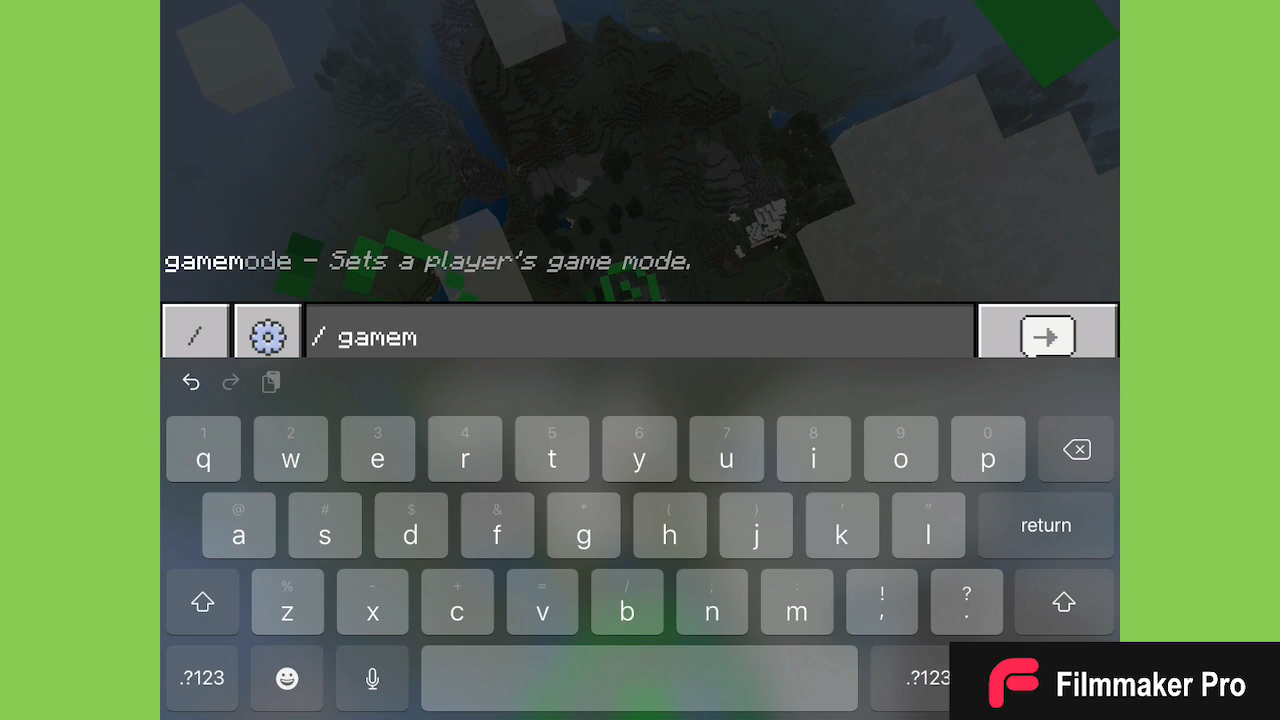 gamemode - Sets a player's game mode.
/
/ gamem
1 2 3 4 5 6 7 8 9 0
q w e r t y u i o p
@ # $ & * ( ) ' "
a s d f g h j k l return
% - + = / ; : ! ?
z x c v b n m , .
.?123 .?123
Filmmaker Pro